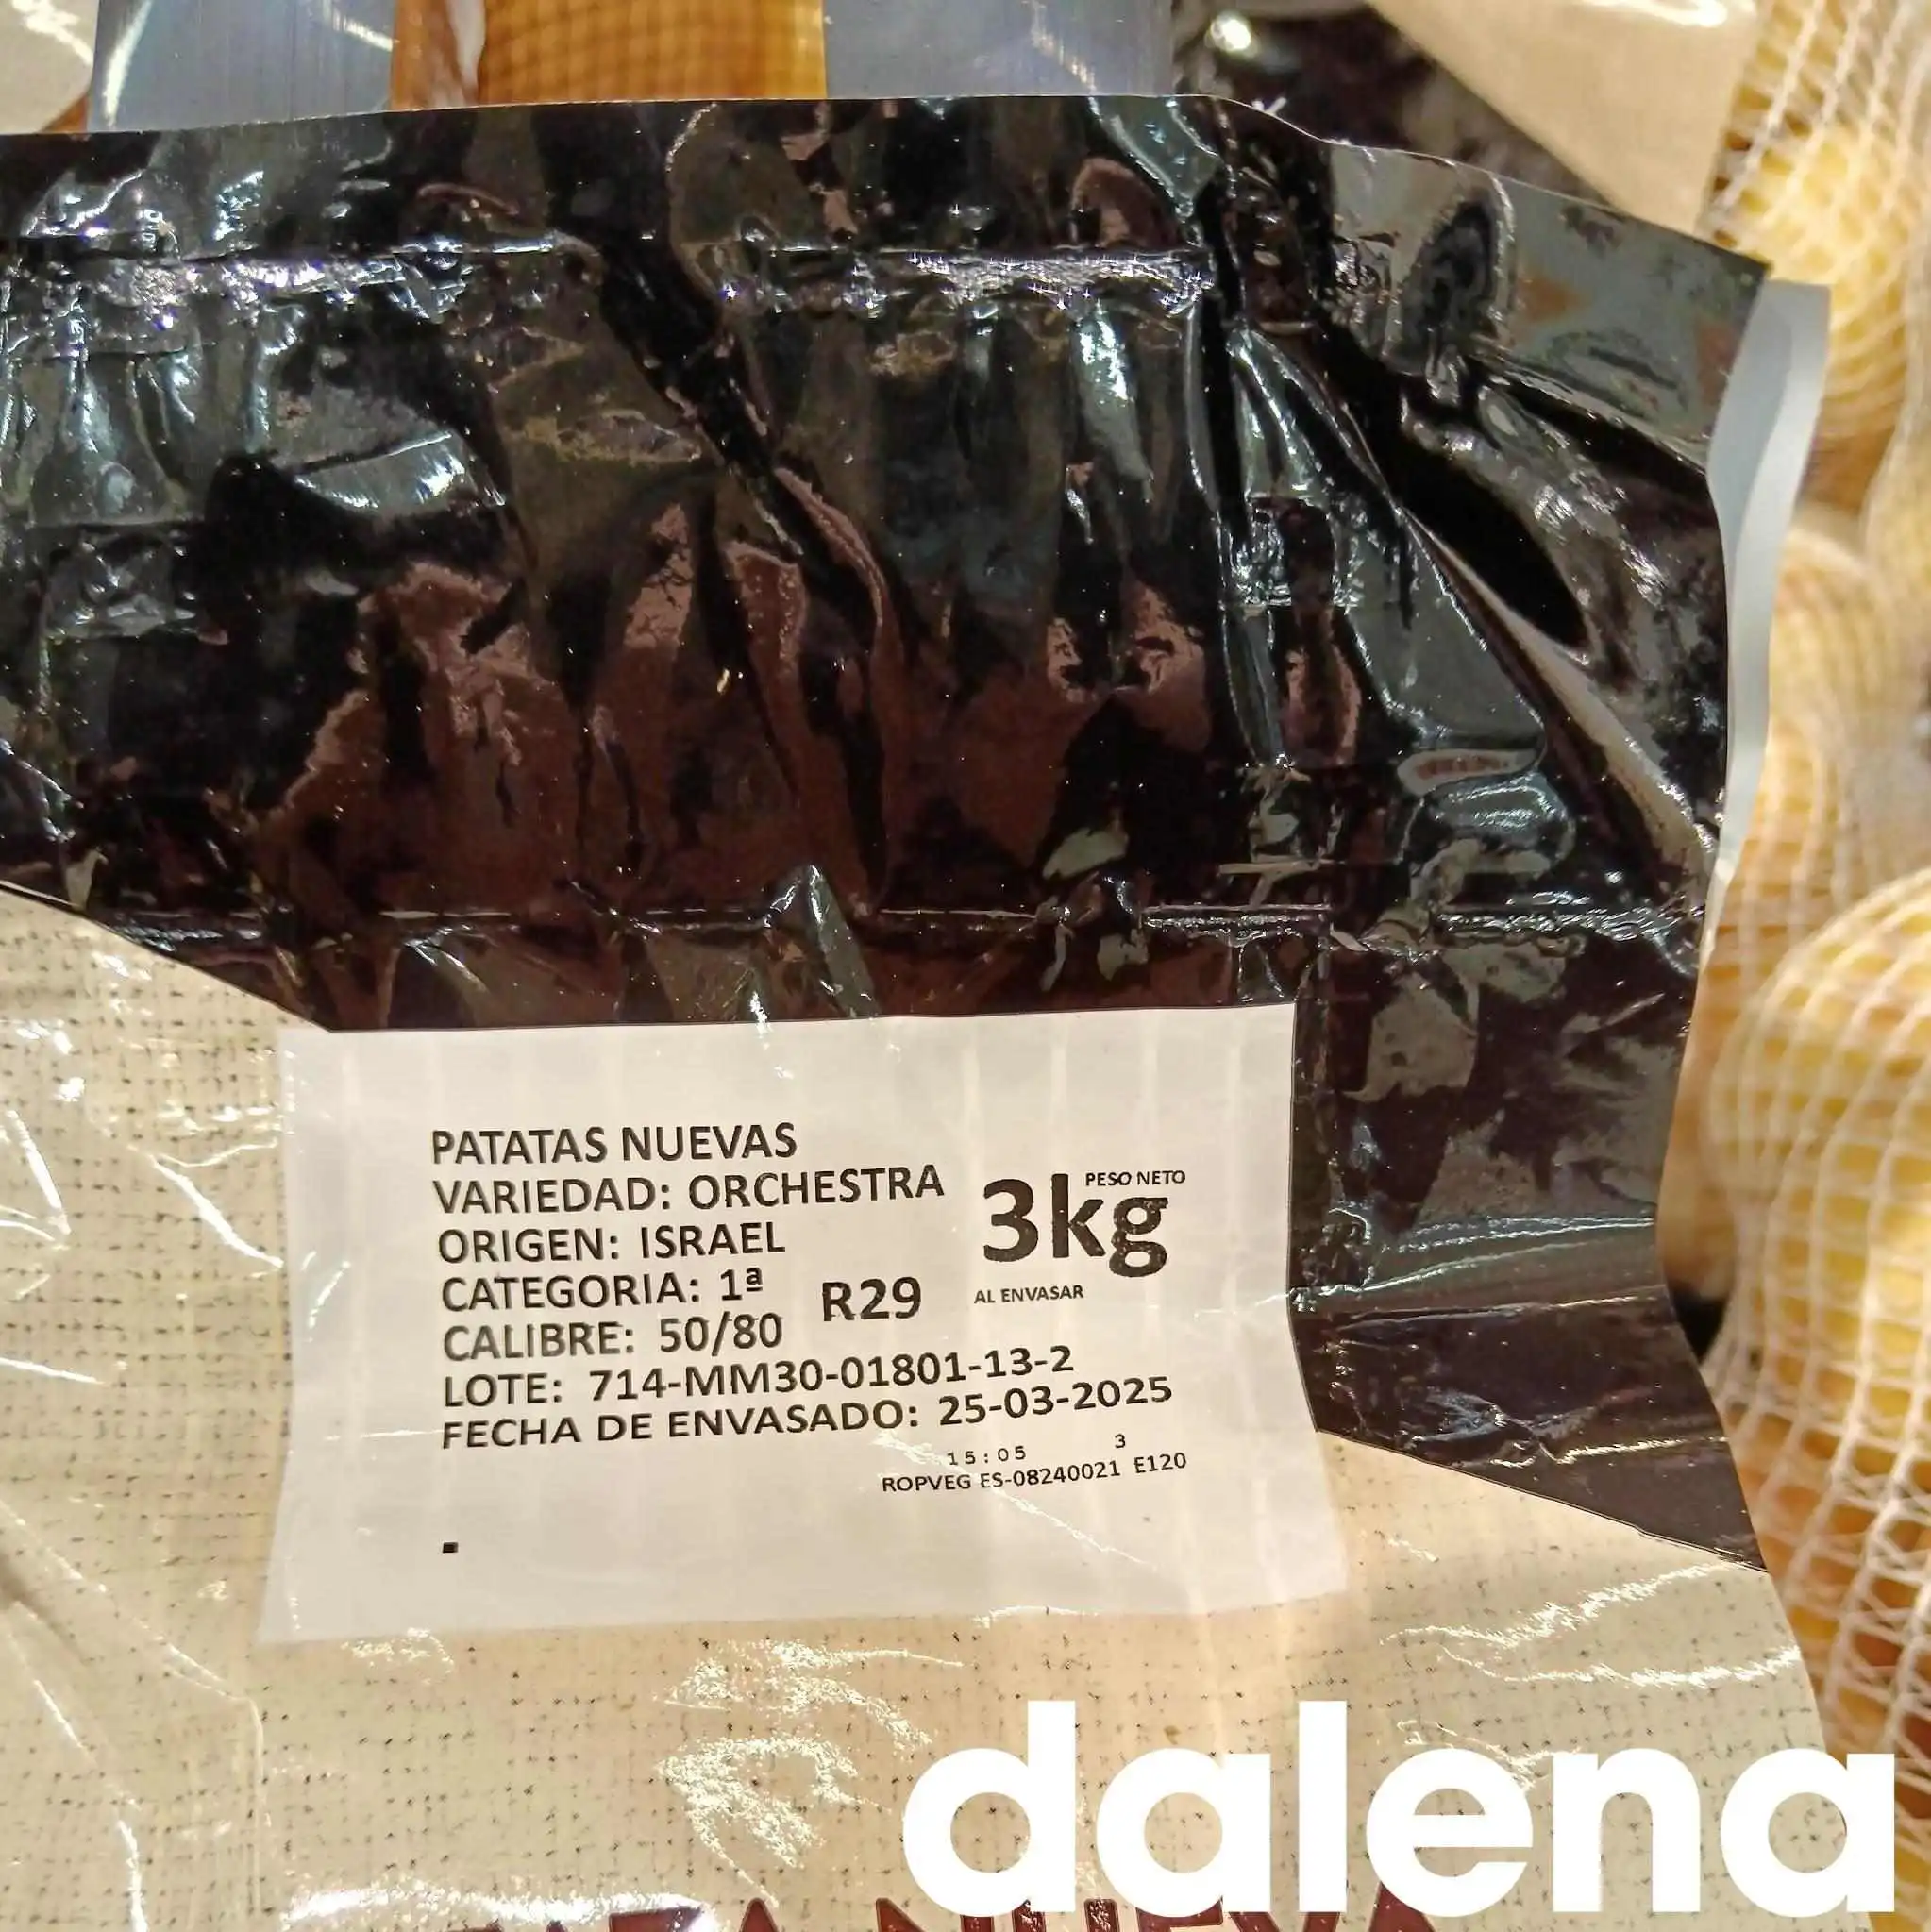 PATATAS NUEVAS
VARIEDAD: ORCHESTRA
ORIGEN: ISRAEL
CATEGORIA: 1ª
CALIBRE: 50/80
R29
PESO NETO
3kg
AL ENVASAR
LOTE: 714-MM30-01801-13-2
FECHA DE ENVASADO: 25-03-2025
15:05 3
ROPVEG ES-08240021 E120
dalena